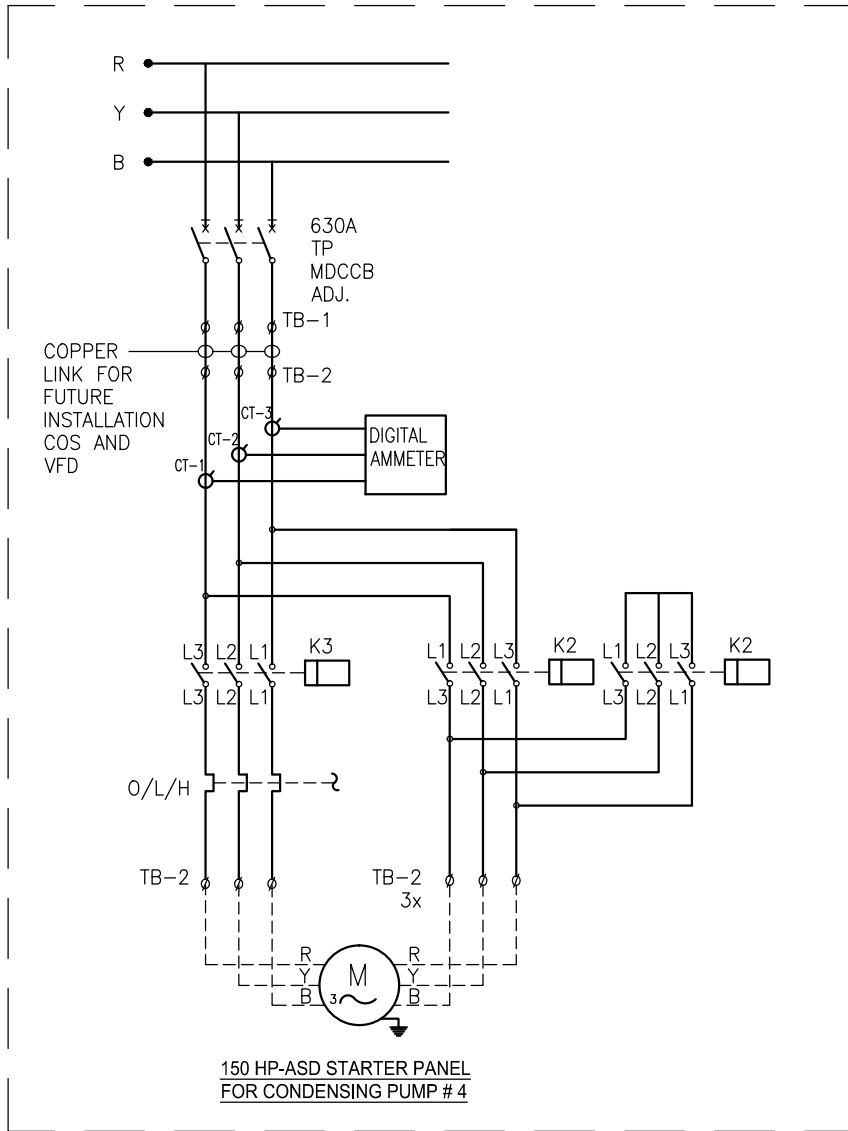 R
Y
B
630A
TP
MDCCB
ADJ.
TB-1
COPPER
LINK FOR
FUTURE
INSTALLATION
COS AND
VFD
TB-2
CT-3
CT-2
CT-1
DIGITAL
AMMETER
L3 L2 L1 K3
L1 L2 L3 K2
L1 L2 L3 K2
L3 L2 L1
L3 L2 L1
L3 L2 L1
O/L/H
TB-2
TB-2
3x
R
Y
B
M
3
R
Y
B
150 HP-ASD STARTER PANEL
FOR CONDENSING PUMP # 4